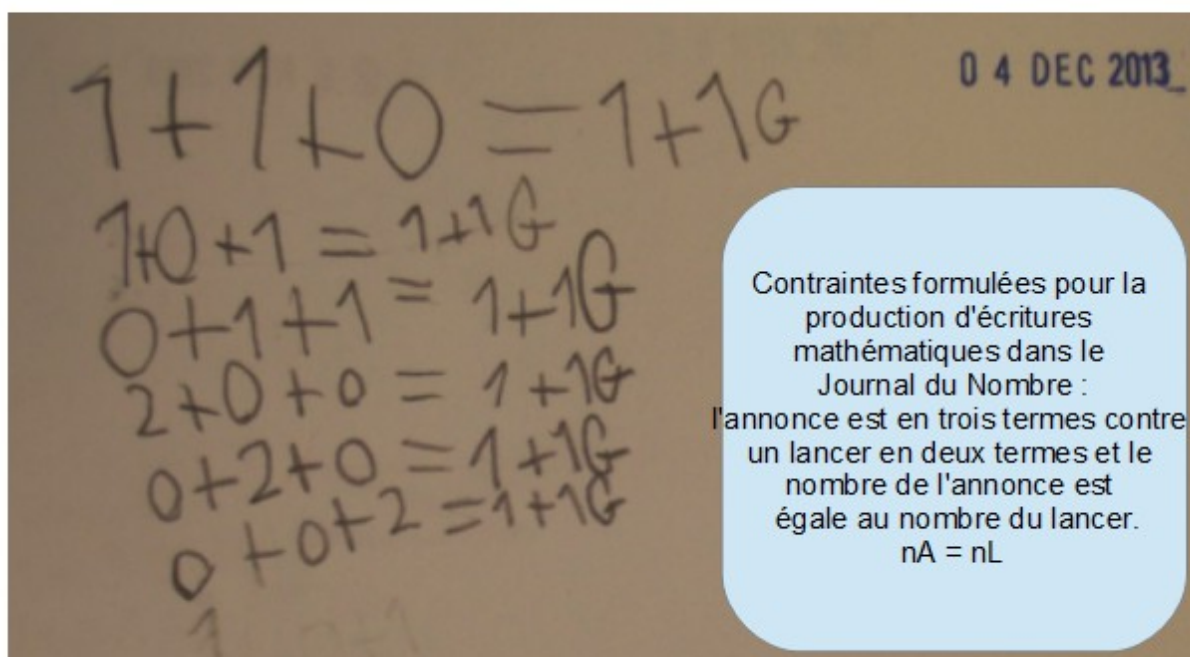 0 4 DEC 2013
1+1+0=1+1G
1+0+1=1+1G
0+1+1=1+1G
2+0+0=1+1G
0+2+0=1+1G
0+0+2=1+1G
Contraintes formulées pour la
production d'écritures
mathématiques dans le
Journal du Nombre :
l'annonce est en trois termes contre
un lancer en deux termes et le
nombre de l'annonce est
égale au nombre du lancer.
nA = nL